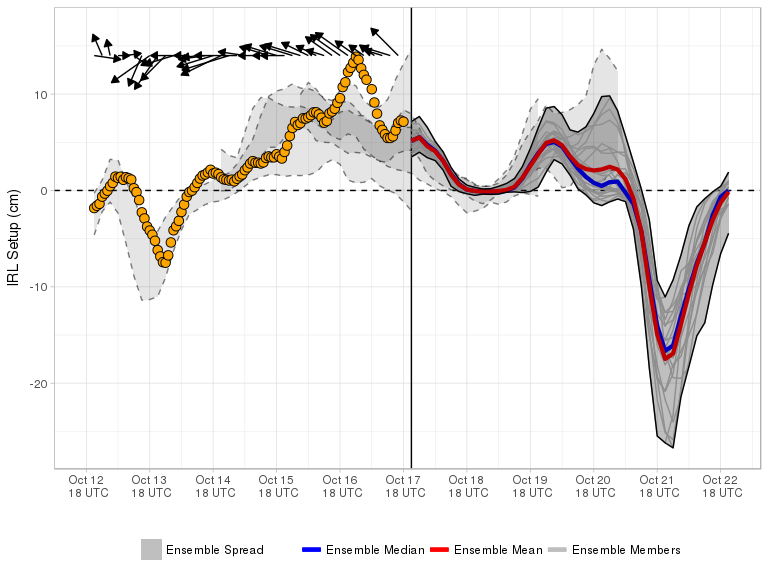 10
0
-10
-20
IRL Setup (cm)
Oct 12 Oct 13 Oct 14 Oct 15 Oct 16 Oct 17 Oct 18 Oct 19 Oct 20 Oct 21 Oct 22
18 UTC 18 UTC 18 UTC 18 UTC 18 UTC 18 UTC 18 UTC 18 UTC 18 UTC 18 UTC 18 UTC
Ensemble Spread Ensemble Median Ensemble Mean Ensemble Members